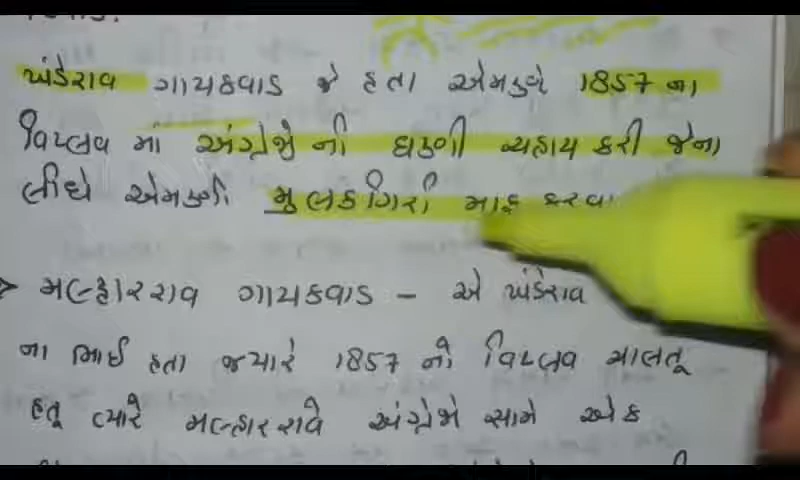 ખંડેરાવ ગાયકવાડ જે હતા એમણે 1857 ના
વિપ્લવ માં અંગ્રેજો ની ઘણી સહાય કરી જેના
લીધે એમણી મુલકગિરી માફ કરવા
મલ્હારરાવ ગાયકવાડ – એ ખંડેરાવ
ના ભાઈ હતા જ્યારે 1857 નો વિપ્લવ ચાલતૂ
હતૂ ત્યારે મલ્હારરાવે અંગ્રેજો સામે એક